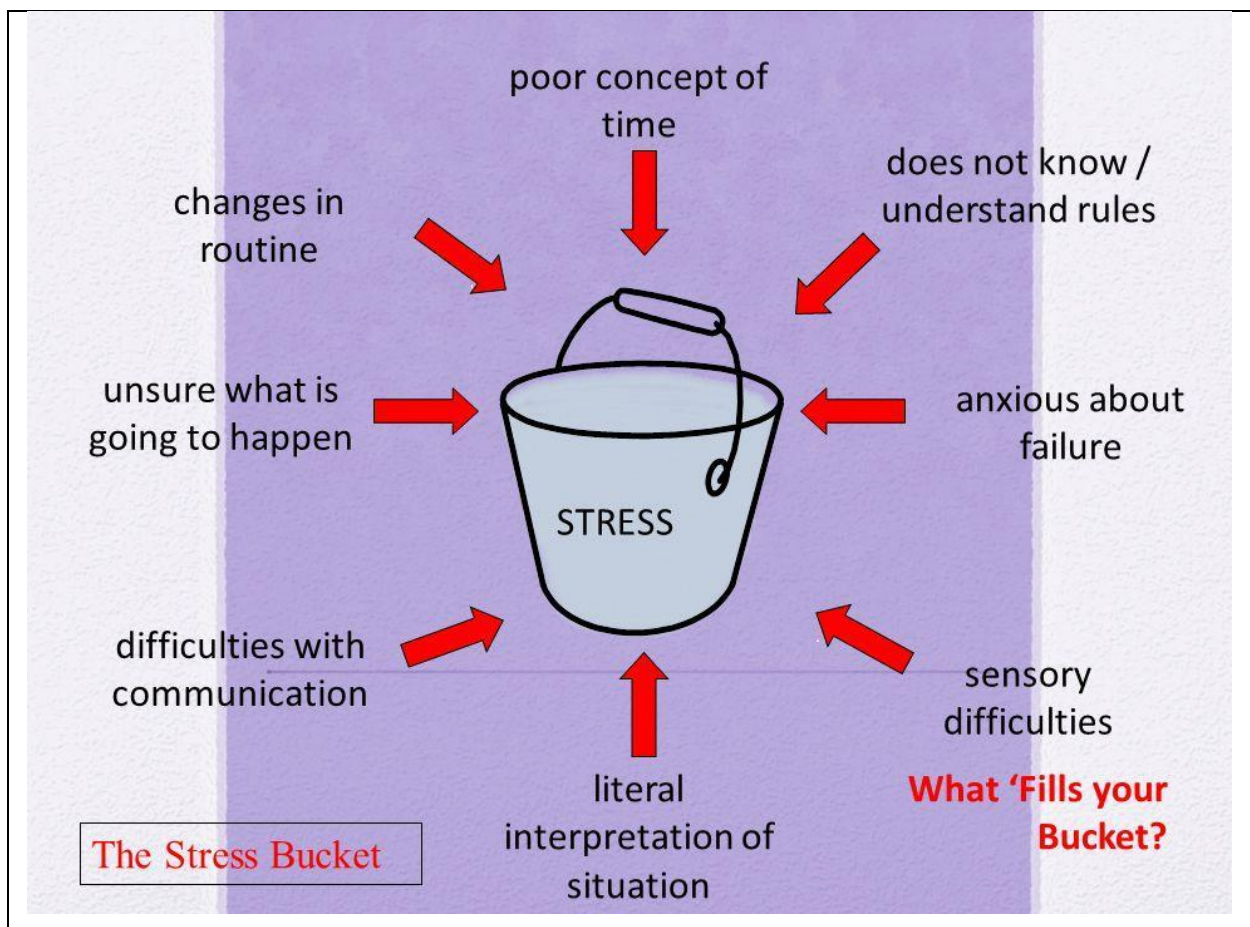 poor concept of
time
does not know /
understand rules
changes in
routine
unsure what is
going to happen
anxious about
failure
STRESS
difficulties with
communication
sensory
difficulties
literal
interpretation of
situation
What ‘Fills your
Bucket?
The Stress Bucket